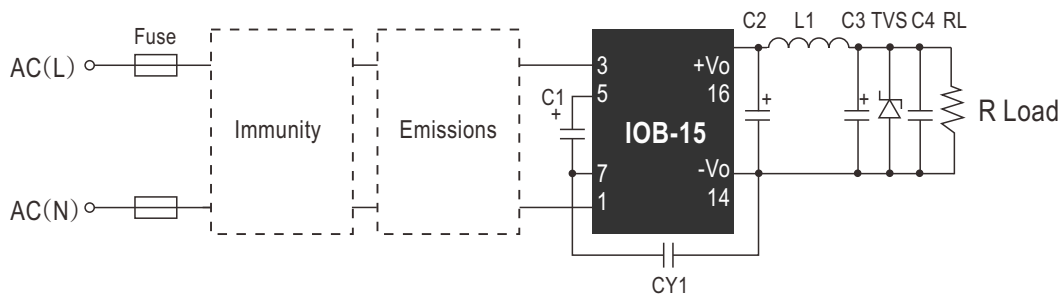 C2 L1 C3 TVS C4 RL
Fuse
AC(L)
3
+Vo
C1
5
16
+
+
+
Immunity
Emissions
IOB-15
R Load
7
-Vo
AC(N)
1
14
CY1